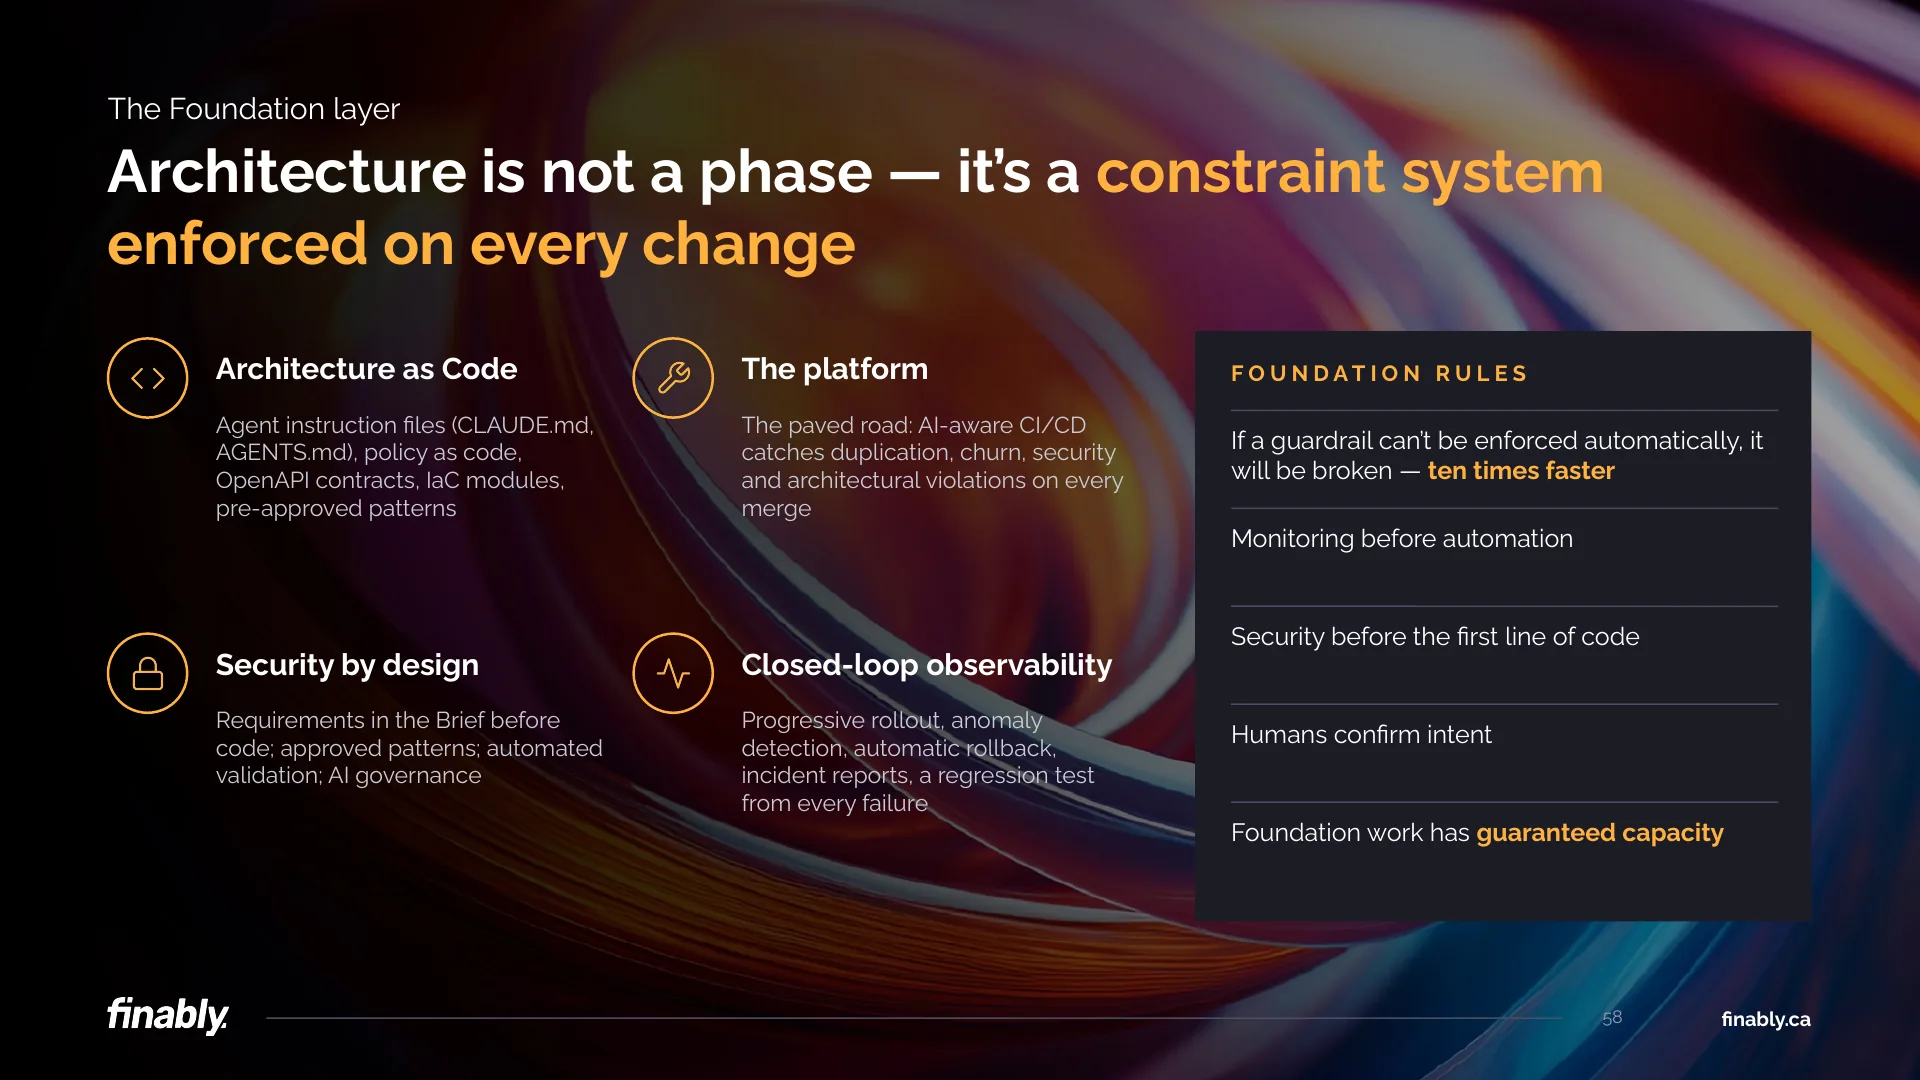 The Foundation layer
Architecture is not a phase — it’s a constraint system
enforced on every change
Architecture as Code
Agent instruction files (CLAUDE.md,
AGENTS.md), policy as code,
OpenAPI contracts, IaC modules,
pre-approved patterns
The platform
The paved road: AI-aware CI/CD
catches duplication, churn, security
and architectural violations on every
merge
Security by design
Requirements in the Brief before
code; approved patterns; automated
validation; AI governance
Closed-loop observability
Progressive rollout, anomaly
detection, automatic rollback,
incident reports, a regression test
from every failure
FOUNDATION RULES
If a guardrail can’t be enforced automatically, it
will be broken — ten times faster
Monitoring before automation
Security before the first line of code
Humans confirm intent
Foundation work has guaranteed capacity
finably.
58
finably.ca